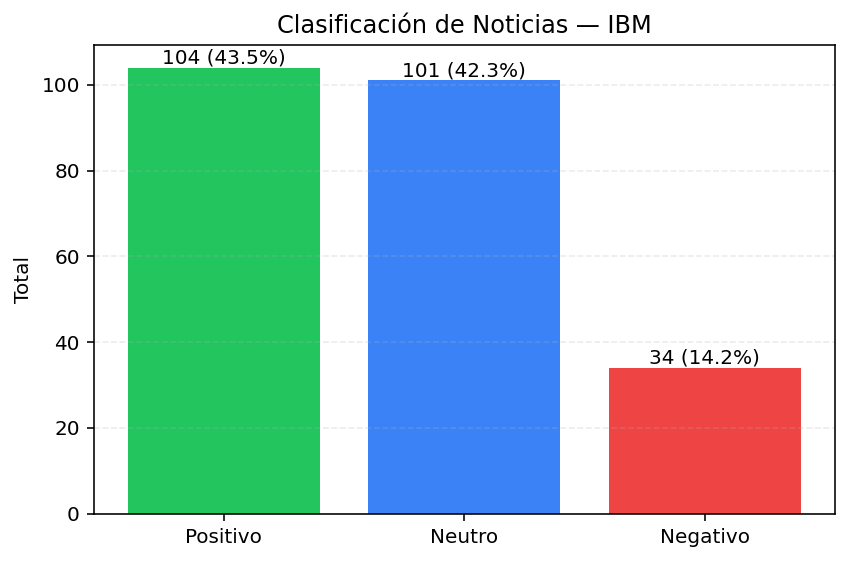 Clasificación de Noticias — IBM
104 (43.5%)
101 (42.3%)
34 (14.2%)
100
80
60
40
20
0
Total
Positivo
Neutro
Negativo